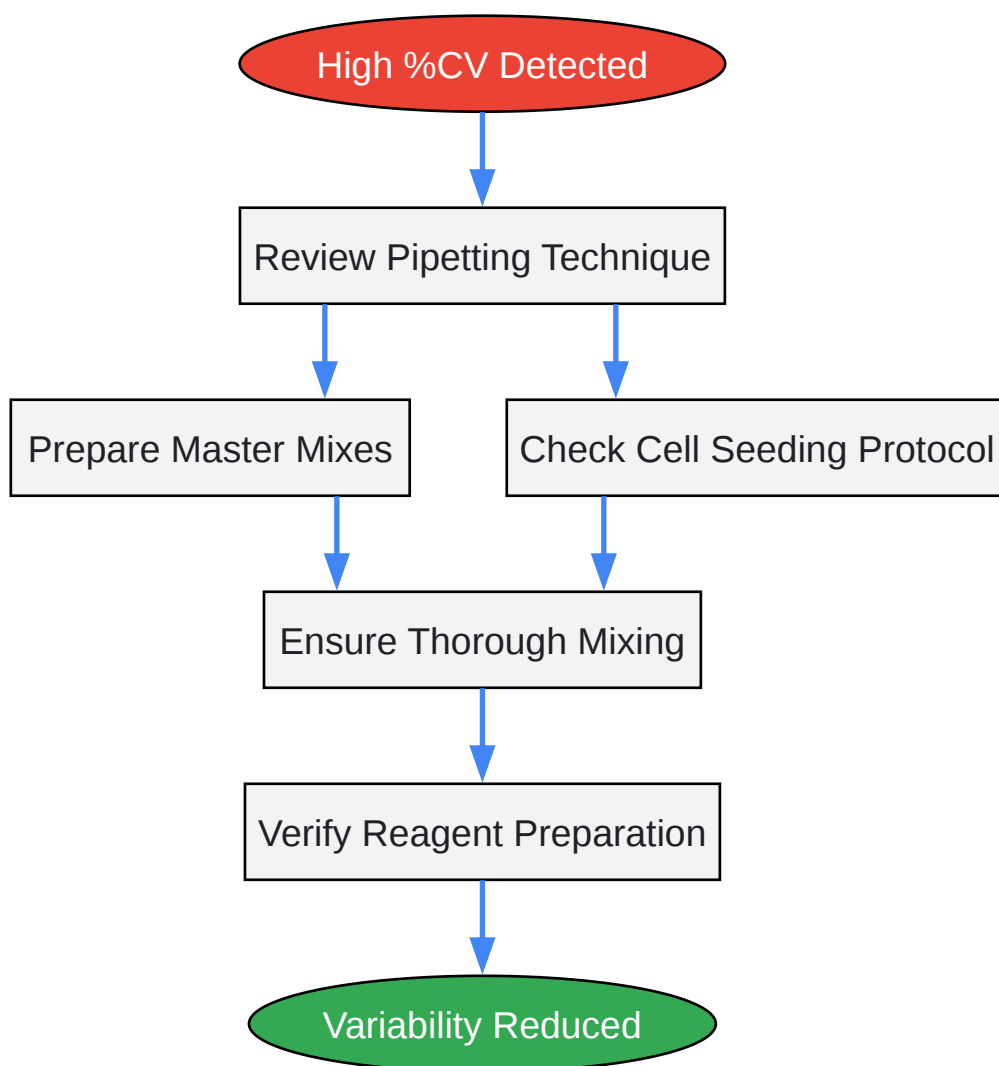 High %CV Detected
Review Pipetting Technique
Prepare Master Mixes
Check Cell Seeding Protocol
Ensure Thorough Mixing
Verify Reagent Preparation
Variability Reduced